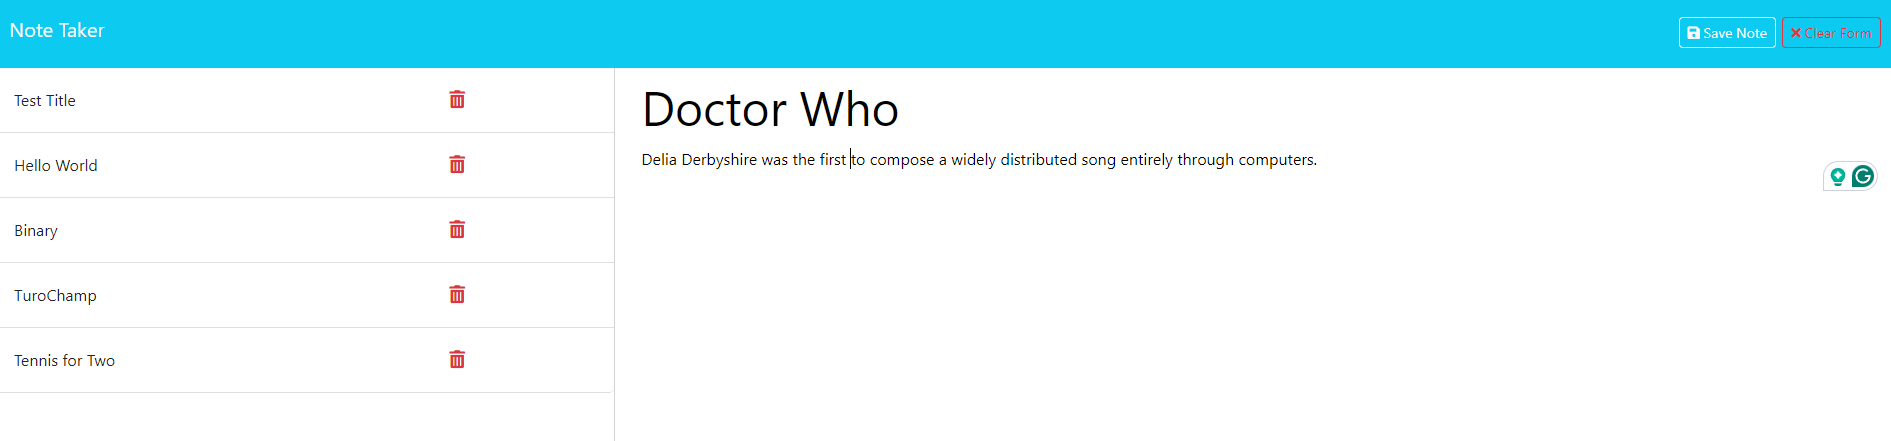 Note Taker
Save Note
Clear Form
Test Title
Hello World
Binary
TuroChamp
Tennis for Two
Doctor Who
Delia Derbyshire was the first to compose a widely distributed song entirely through computers.